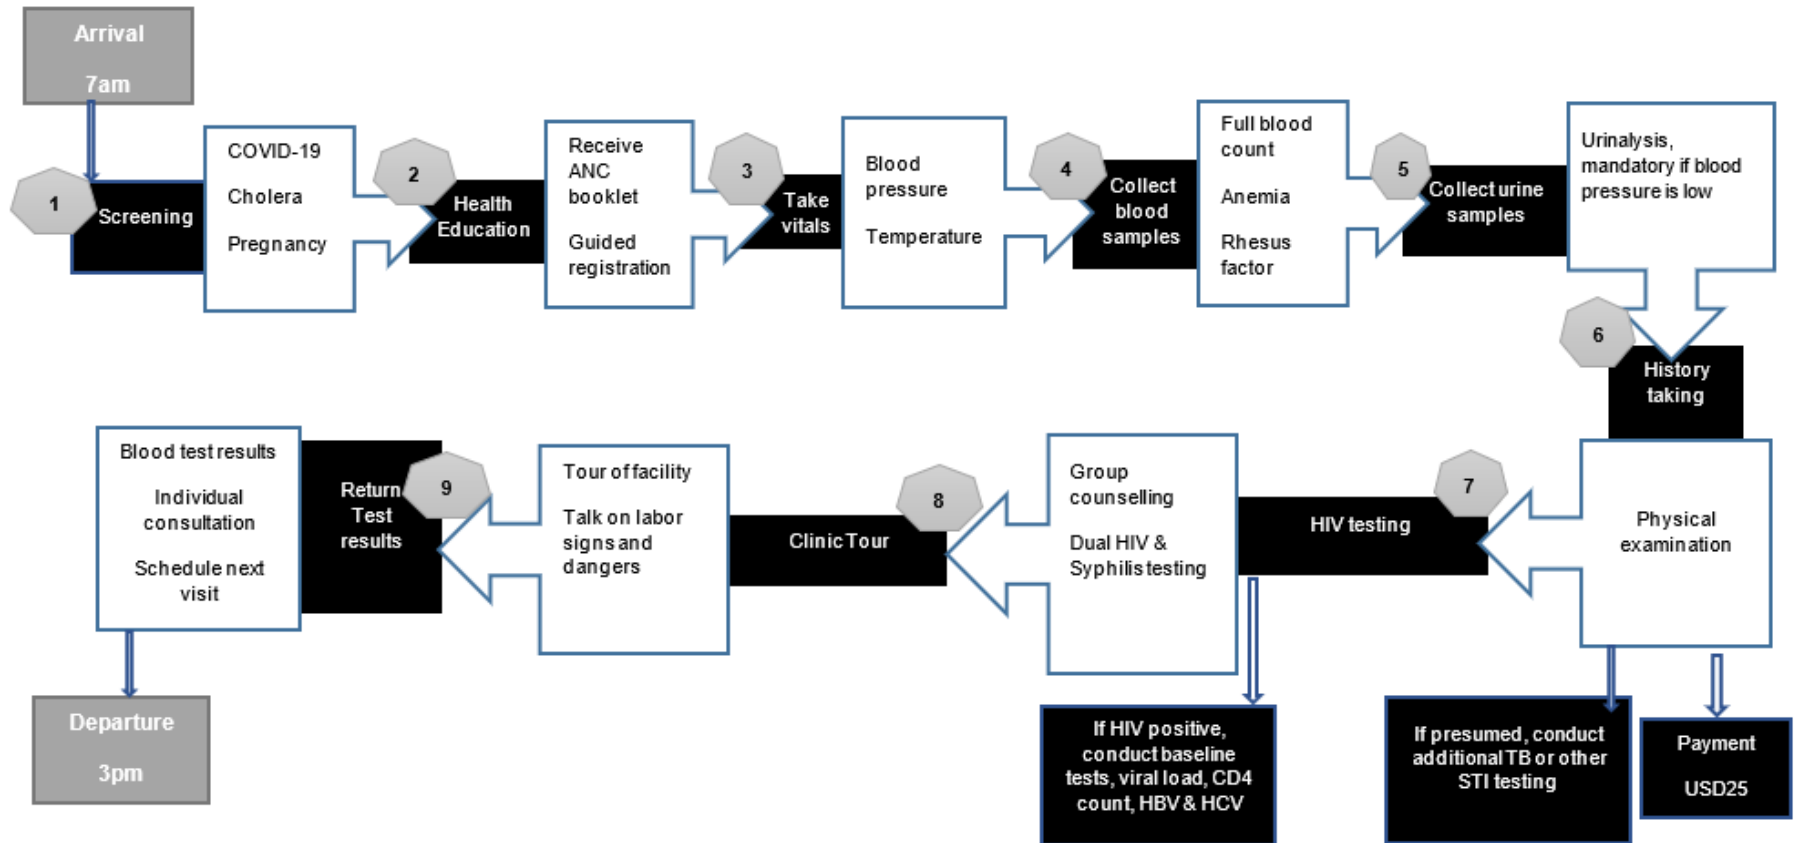 Arrival
7am
1
Screening
COVID-19
Cholera
Pregnancy
2
Health
Education
Receive
ANC
booklet
Guided
registration
3
Take
vitals
Blood
pressure
Temperature
4
Collect
blood
samples
Full blood
count
Anemia
Rhesus
factor
5
Collect urine
samples
Urinalysis,
mandatory if blood
pressure is low
6
History
taking
Physical
examination
If presumed, conduct
additional TB or other
STI testing
Payment
USD25
7
HIV testing
Group
counselling
Dual HIV &
Syphilis testing
If HIV positive,
conduct baseline
tests, viral load, CD4
count, HBV & HCV
8
Clinic Tour
Tour of facility
Talk on labor
signs and
dangers
9
Return
Test
results
Blood test results
Individual
consultation
Schedule next
visit
Departure
3pm